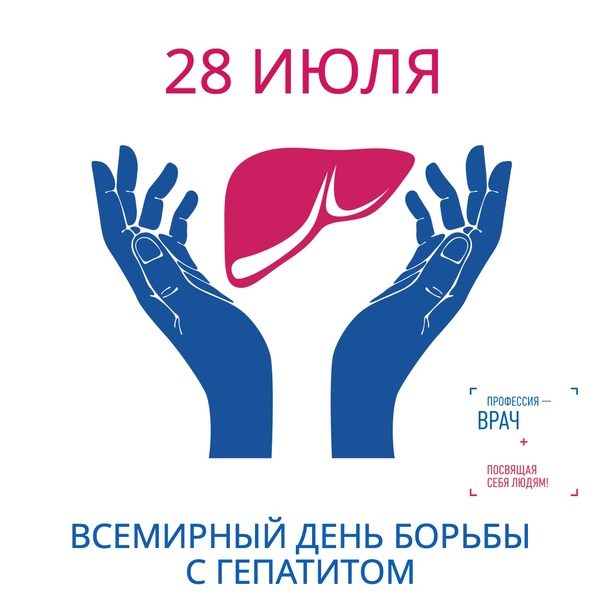 28 ИЮЛЯ
ПРОФЕССИЯ —
ВРАЧ
+
ПОСВЯЩАЯ
СЕБЯ ЛЮДЯМ!
ВСЕМИРНЫЙ ДЕНЬ БОРЬБЫ
С ГЕПАТИТОМ